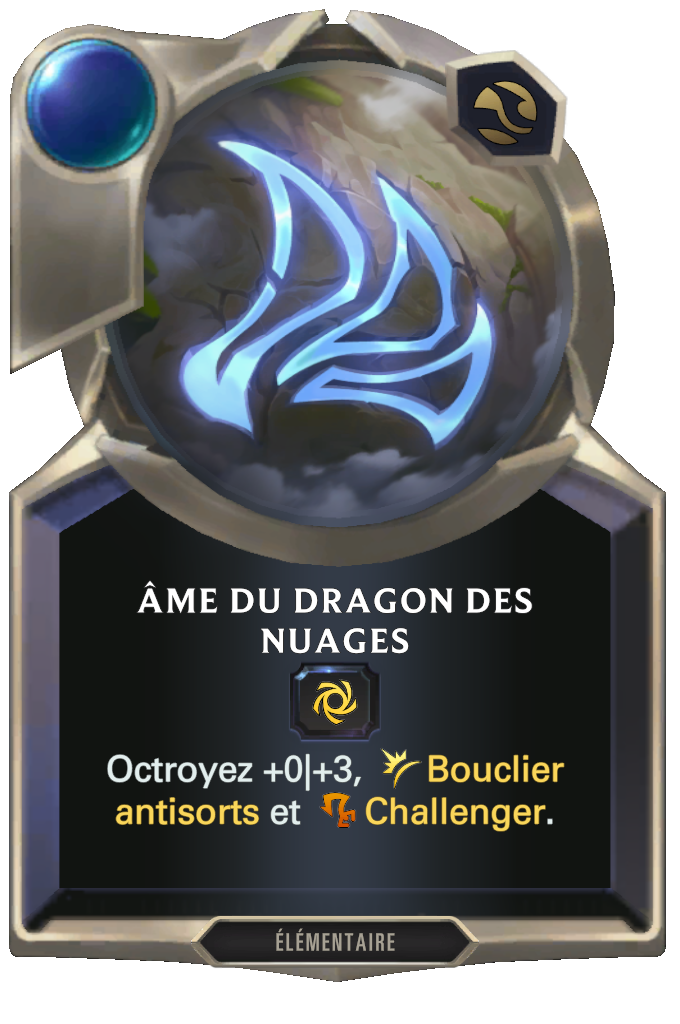 ÂME DU DRAGON DES
NUAGES
Octroyez +0|+3, Bouclier
antisorts et Challenger.
ÉLÉMENTAIRE